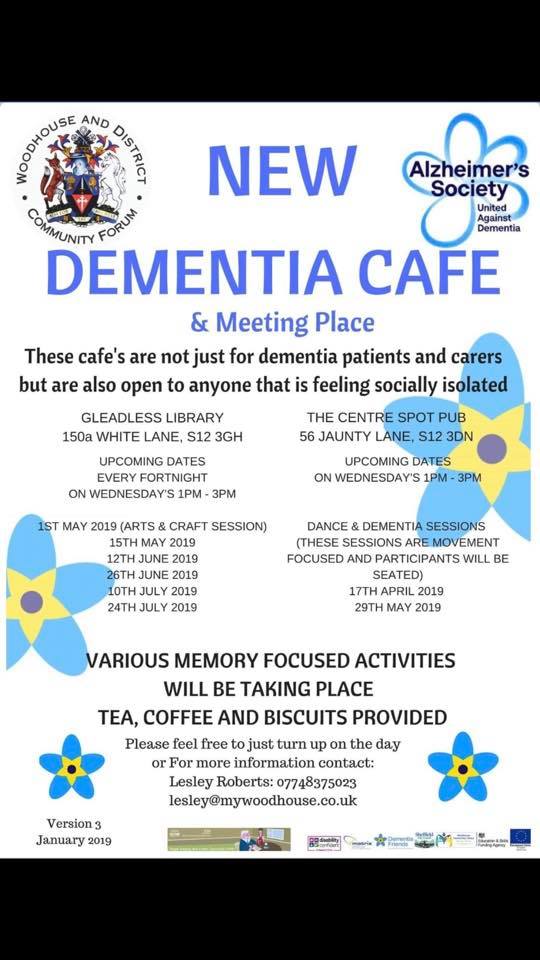 WOODHOUSE AND DISTRICT
COMMUNITY FORUM
Alzheimer's
Society
United
Against
Dementia
NEW
DEMENTIA CAFE
& Meeting Place
These cafe's are not just for dementia patients and carers
but are also open to anyone that is feeling socially isolated
GLEADLESS LIBRARY
150a WHITE LANE, S12 3GH
UPCOMING DATES
EVERY FORTNIGHT
ON WEDNESDAY'S 1PM - 3PM
1ST MAY 2019 (ARTS & CRAFT SESSION)
15TH MAY 2019
12TH JUNE 2019
26TH JUNE 2019
10TH JULY 2019
24TH JULY 2019
THE CENTRE SPOT PUB
56 JAUNTY LANE, S12 3DN
UPCOMING DATES
ON WEDNESDAY'S 1PM - 3PM
DANCE & DEMENTIA SESSIONS
(THESE SESSIONS ARE MOVEMENT
FOCUSED AND PARTICIPANTS WILL BE
SEATED)
17TH APRIL 2019
29TH MAY 2019
VARIOUS MEMORY FOCUSED ACTIVITIES
WILL BE TAKING PLACE
TEA, COFFEE AND BISCUITS PROVIDED
Please feel free to just turn up on the day
or For more information contact:
Lesley Roberts: 07748375023
lesley@mywoodhouse.co.uk
Version 3
January 2019
disability
confident
matrix
Dementia
Friends
Sheffield
Education & Skills
Funding Agency